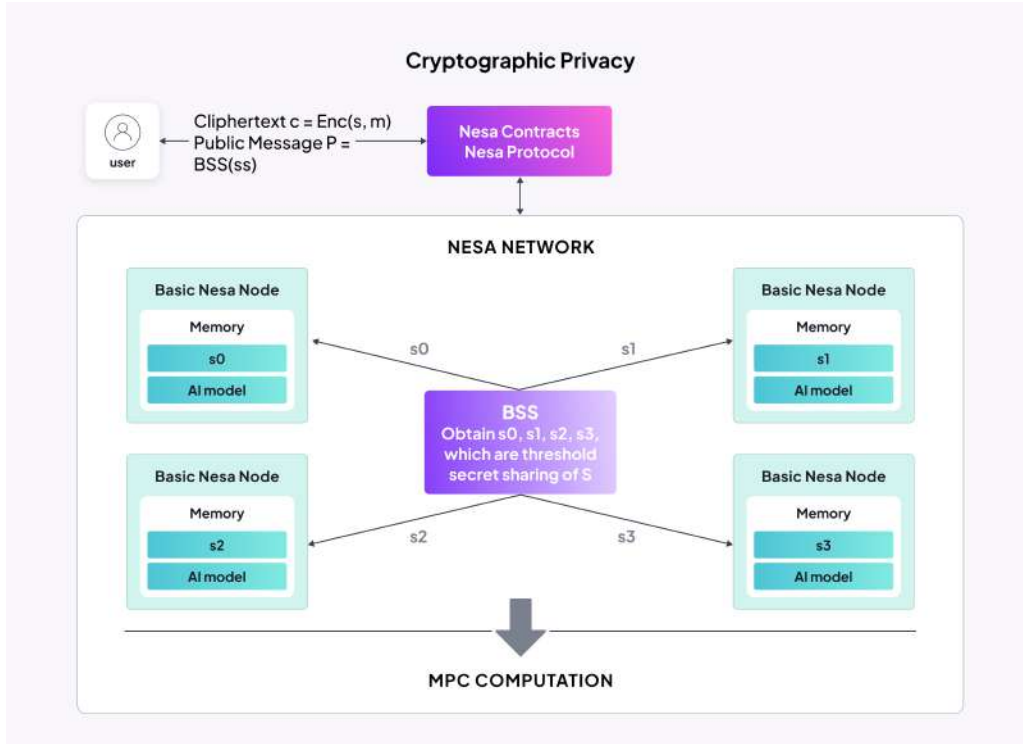 Cryptographic Privacy
user
Cliphertext c = Enc(s, m)
Public Message P =
BSS(ss)
Nesa Contracts
Nesa Protocol
NESA NETWORK
Basic Nesa Node
Memory
s0
AI model
Basic Nesa Node
Memory
s1
AI model
s0
s1
BSS
Obtain s0, s1, s2, s3,
which are threshold
secret sharing of S
Basic Nesa Node
Memory
s2
AI model
Basic Nesa Node
Memory
s3
AI model
s2
s3
MPC COMPUTATION